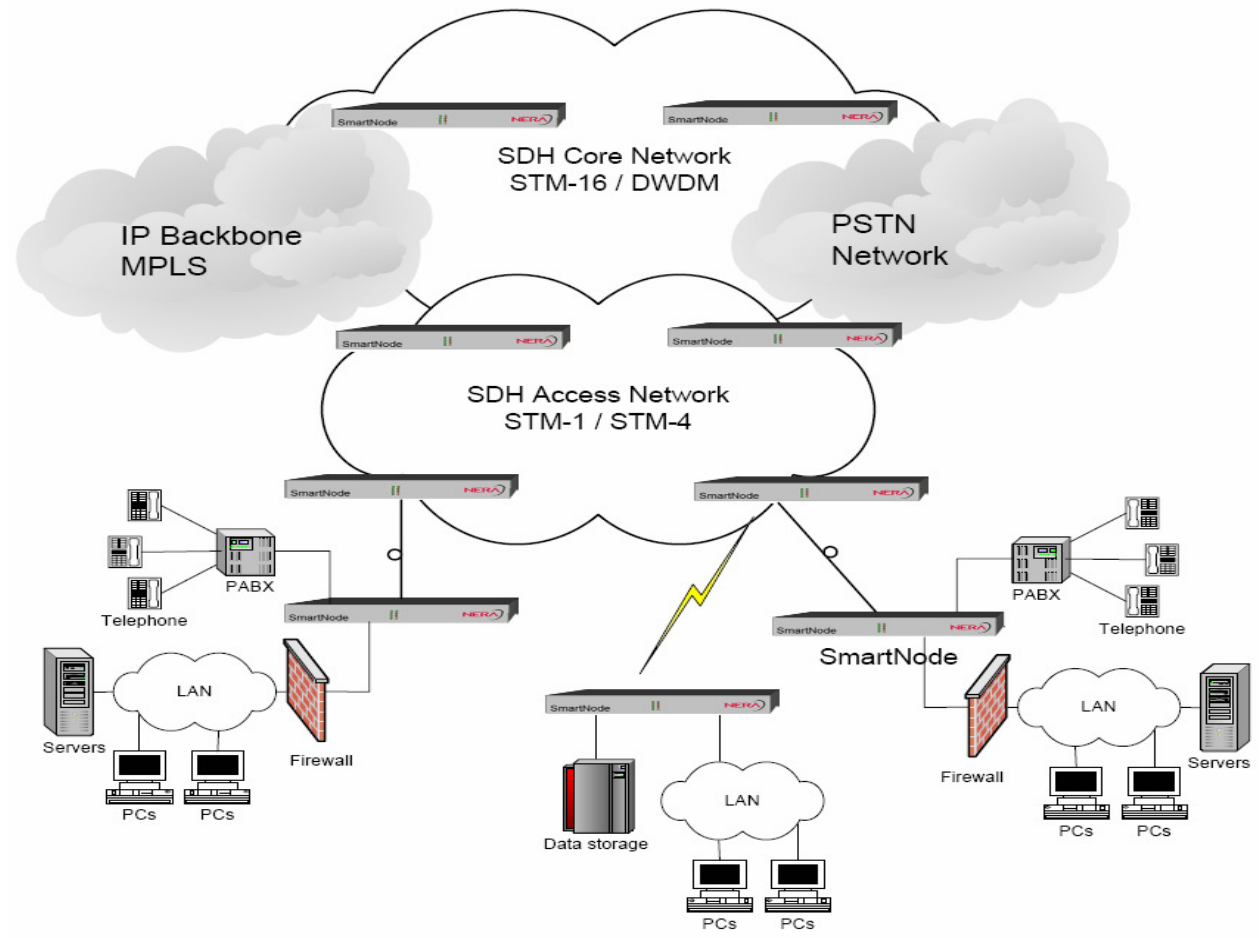 SmartNode NERA
SmartNode NERA
SDH Core Network
STM-16 / DWDM
IP Backbone
MPLS
PSTN
Network
SmartNode NERA
SmartNode NERA
SDH Access Network
STM-1 / STM-4
SmartNode NERA
SmartNode NERA
PABX
Telephone
SmartNode NERA
PABX
Telephone
SmartNode NERA
SmartNode
LAN
Servers
Firewall
PCs
PCs
SmartNode NERA
Data storage
LAN
PCs
PCs
LAN
Firewall
Servers
PCs
PCs